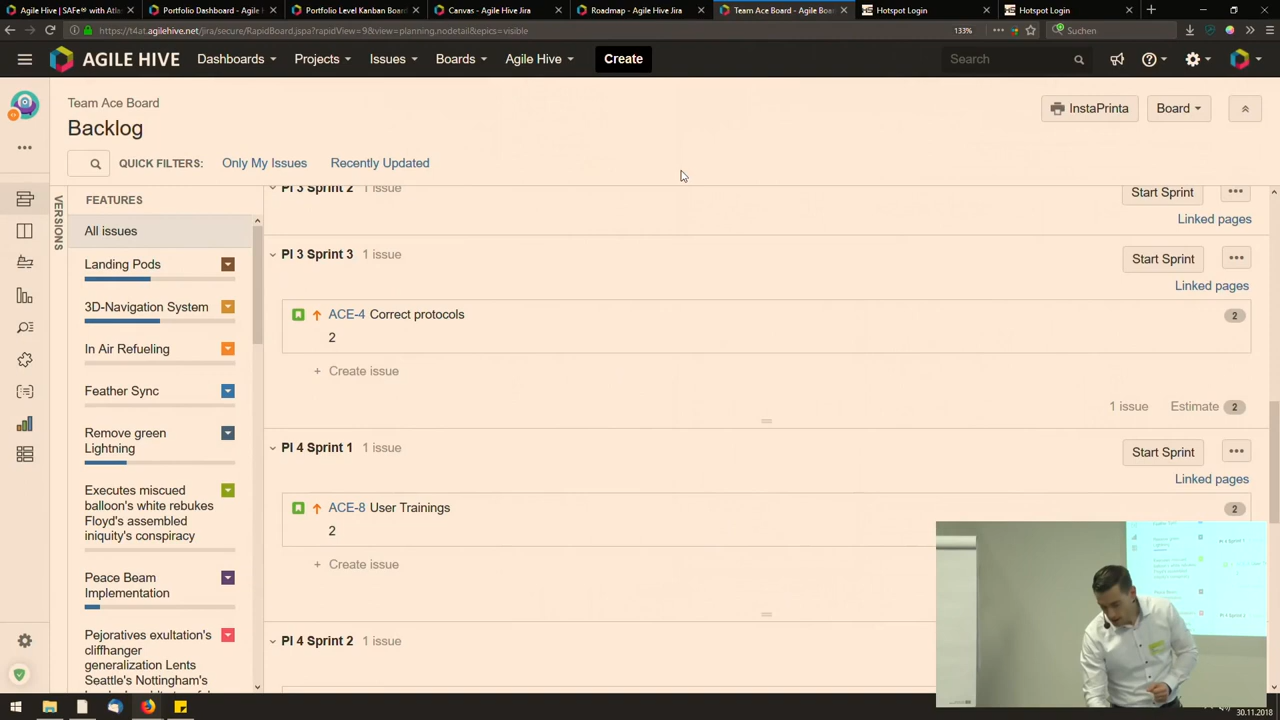 Agile Hive | SAFe® with Atla
Portfolio Dashboard - Agile H
Portfolio Level Kanban Board
Canvas - Agile Hive Jira
Roadmap - Agile Hive Jira
Team Ace Board - Agile Boar
Hotspot Login
Hotspot Login
https://t4at.agilehive.net/jira/secure/RapidBoard.jspa?rapidView=9&view=planning.nodetail&epics=visible
133%
Suchen
AGILE HIVE
Dashboards
Projects
Issues
Boards
Agile Hive
Create
Search
Team Ace Board
Backlog
InstaPrinta
Board
QUICK FILTERS:
Only My Issues
Recently Updated
VERSIONS
FEATURES
All issues
Landing Pods
3D-Navigation System
In Air Refueling
Feather Sync
Remove green
Lightning
Executes miscued
balloon's white rebukes
Floyd's assembled
iniquity's conspiracy
Peace Beam
Implementation
Pejoratives exultation's
cliffhanger
generalization Lents
Seattle's Nottingham's
PI 3 Sprint 2 1 issue
Start Sprint
Linked pages
PI 3 Sprint 3 1 issue
Start Sprint
Linked pages
ACE-4 Correct protocols
2
2
+ Create issue
1 issue Estimate 2
PI 4 Sprint 1 1 issue
Start Sprint
Linked pages
ACE-8 User Trainings
2
2
+ Create issue
PI 4 Sprint 2 1 issue
30.11.2018